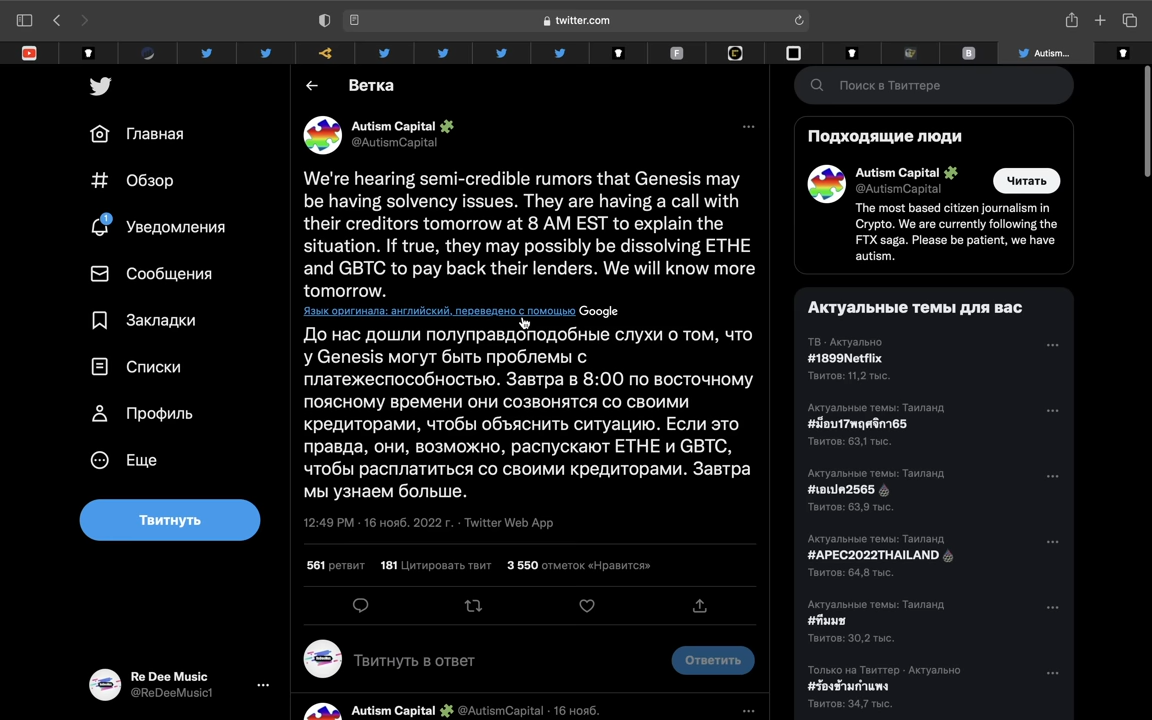 twitter.com
F
B
Autism...
Главная
Обзор
1
Уведомления
Сообщения
Закладки
Списки
Профиль
Еще
Твитнуть
Re Dee Music
@ReDeeMusic1
Ветка
Autism Capital
@AutismCapital
We're hearing semi-credible rumors that Genesis may
be having solvency issues. They are having a call with
their creditors tomorrow at 8 AM EST to explain the
situation. If true, they may possibly be dissolving ETHE
and GBTC to pay back their lenders. We will know more
tomorrow.
Язык оригинала: английский, переведено с помощью Google
До нас дошли полуправдоподобные слухи о том, что
у Genesis могут быть проблемы с
платежеспособностью. Завтра в 8:00 по восточному
поясному времени они созвонятся со своими
кредиторами, чтобы объяснить ситуацию. Если это
правда, они, возможно, распускают ETHE и GBTC,
чтобы расплатиться со своими кредиторами. Завтра
мы узнаем больше.
12:49 PM · 16 нояб. 2022 г. · Twitter Web App
561 ретвит 181 Цитировать твит 3 550 отметок «Нравится»
Твитнуть в ответ
Ответить
Autism Capital @AutismCapital · 16 нояб.
Поиск в Твиттере
Подходящие люди
Autism Capital
@AutismCapital
Читать
The most based citizen journalism in
Crypto. We are currently following the
FTX saga. Please be patient, we have
autism.
Актуальные темы для вас
ТВ · Актуально
#1899Netflix
Твитов: 11,2 тыс.
Актуальные темы: Таиланд
#ม็อบ17พฤศจิกา65
Твитов: 63,1 тыс.
Актуальные темы: Таиланд
#เอเปค2565
Твитов: 63,9 тыс.
Актуальные темы: Таиланд
#APEC2022THAILAND
Твитов: 64,8 тыс.
Актуальные темы: Таиланд
#ทีมมช
Твитов: 30,2 тыс.
Только на Твиттер · Актуально
#ร้องข้ามกำแพง
Твитов: 34,7 тыс.